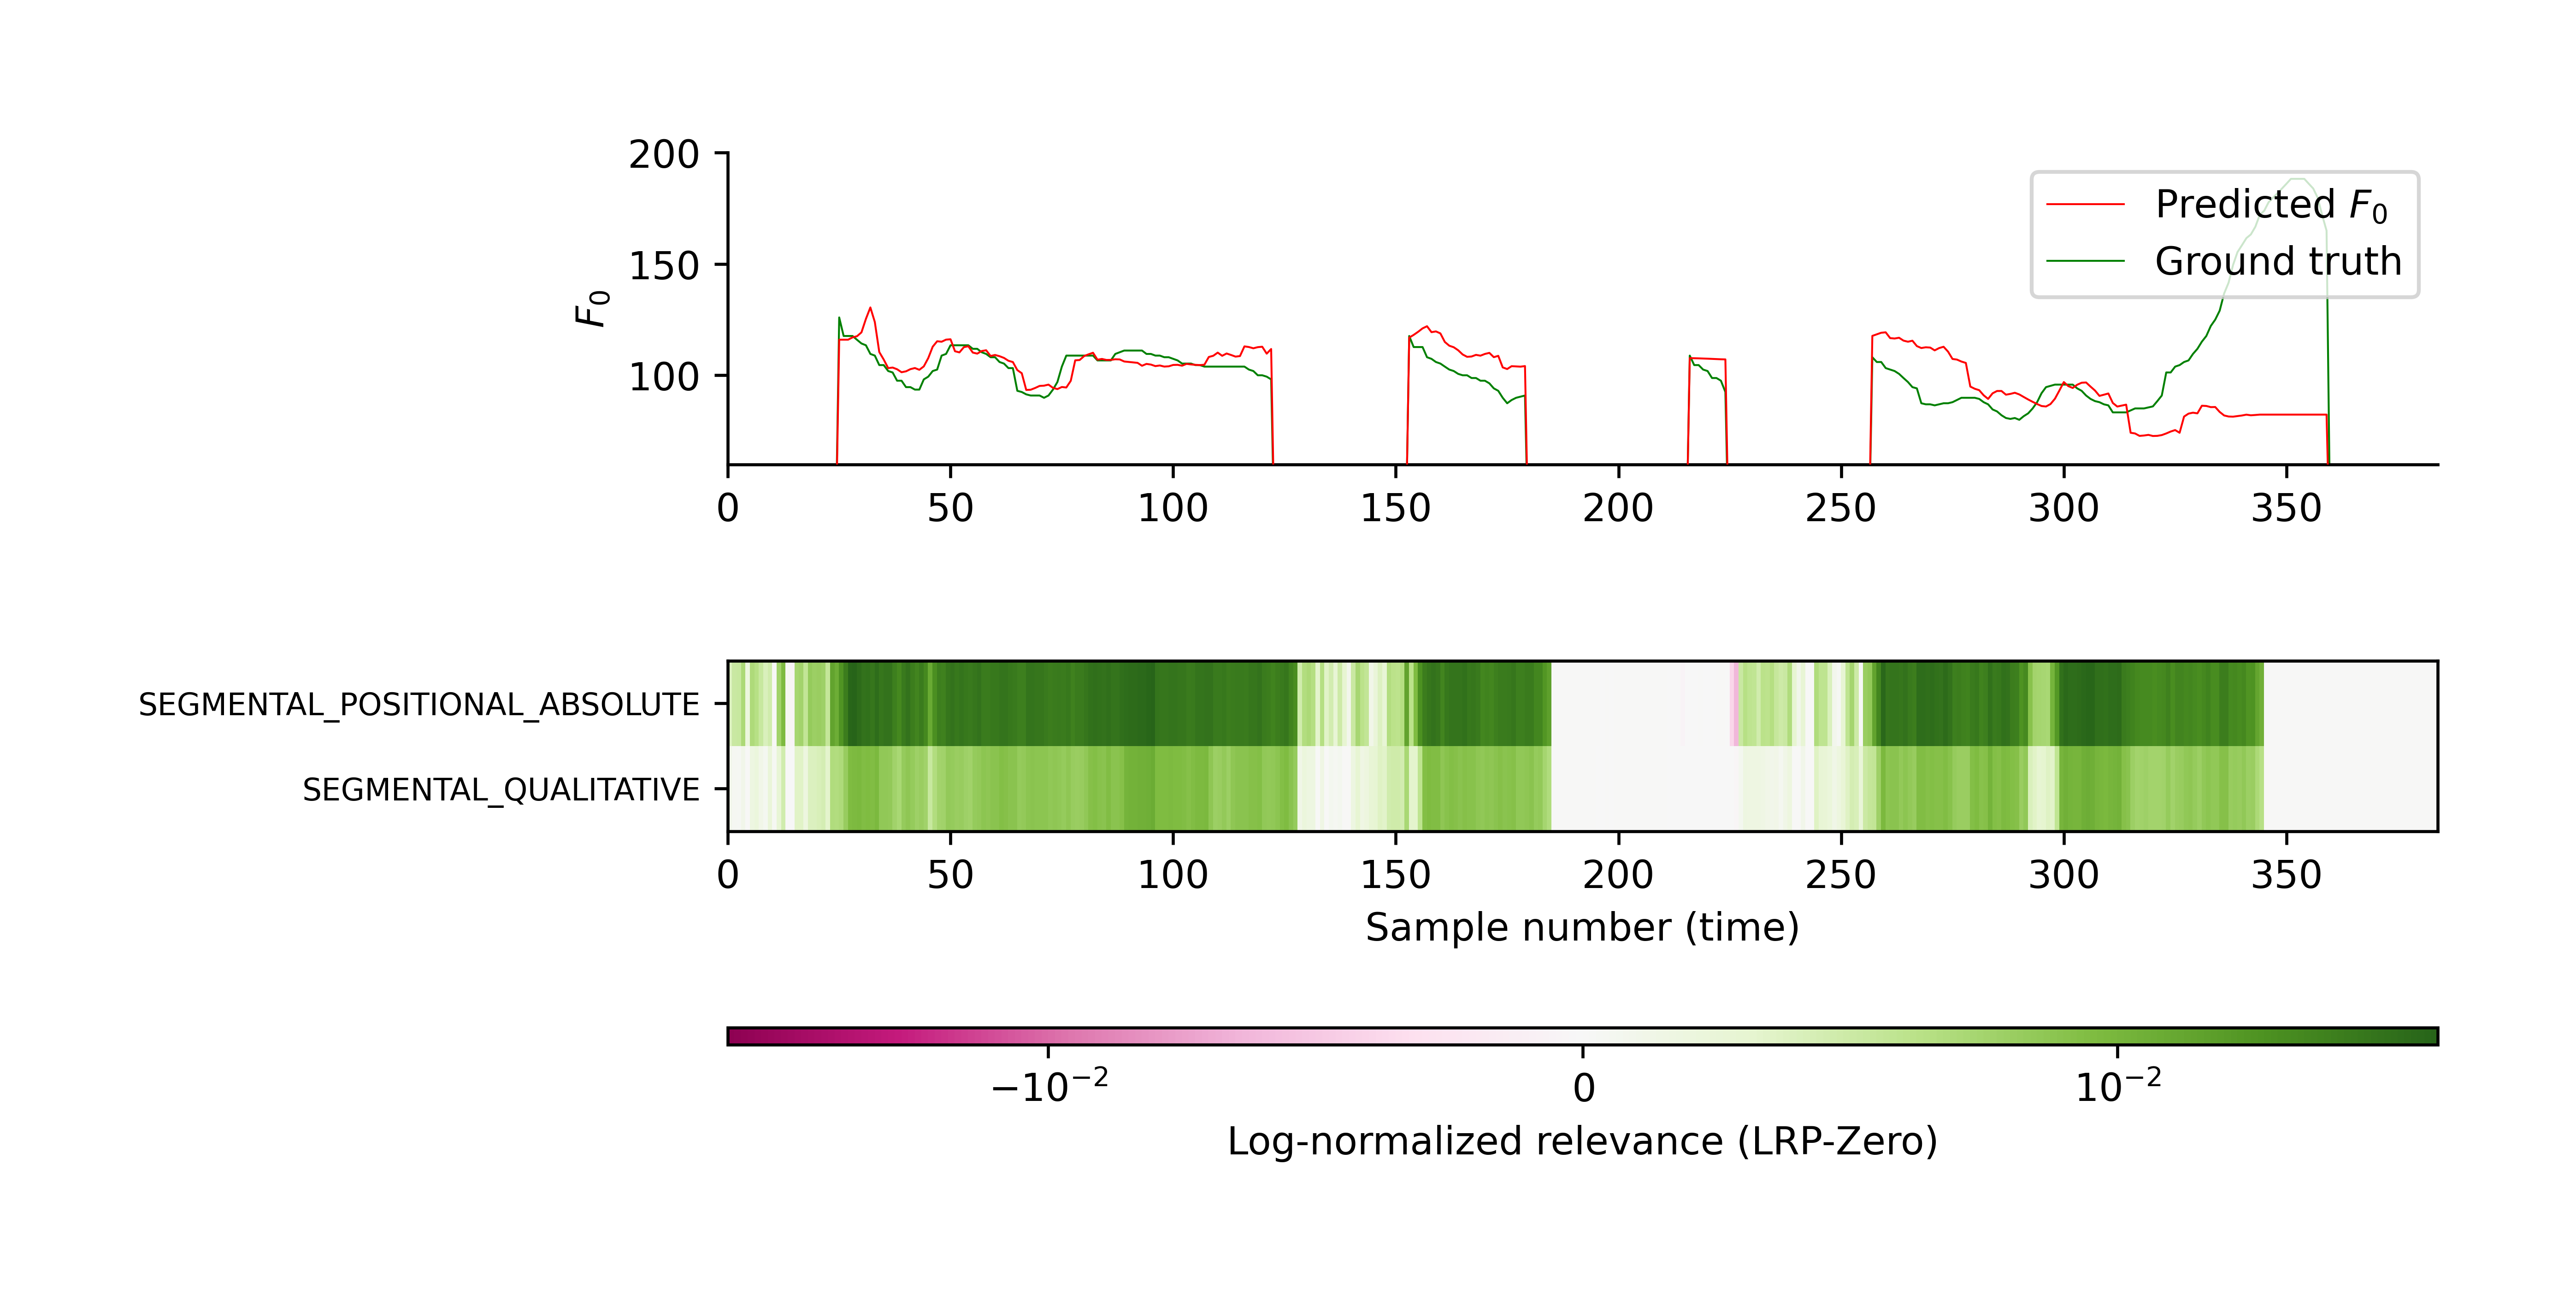 200
150
100
F₀
Predicted F₀
Ground truth
0 50 100 150 200 250 300 350
SEGMENTAL_POSITIONAL_ABSOLUTE
SEGMENTAL_QUALITATIVE
0 50 100 150 200 250 300 350
Sample number (time)
−10⁻² 0 10⁻²
Log-normalized relevance (LRP-Zero)